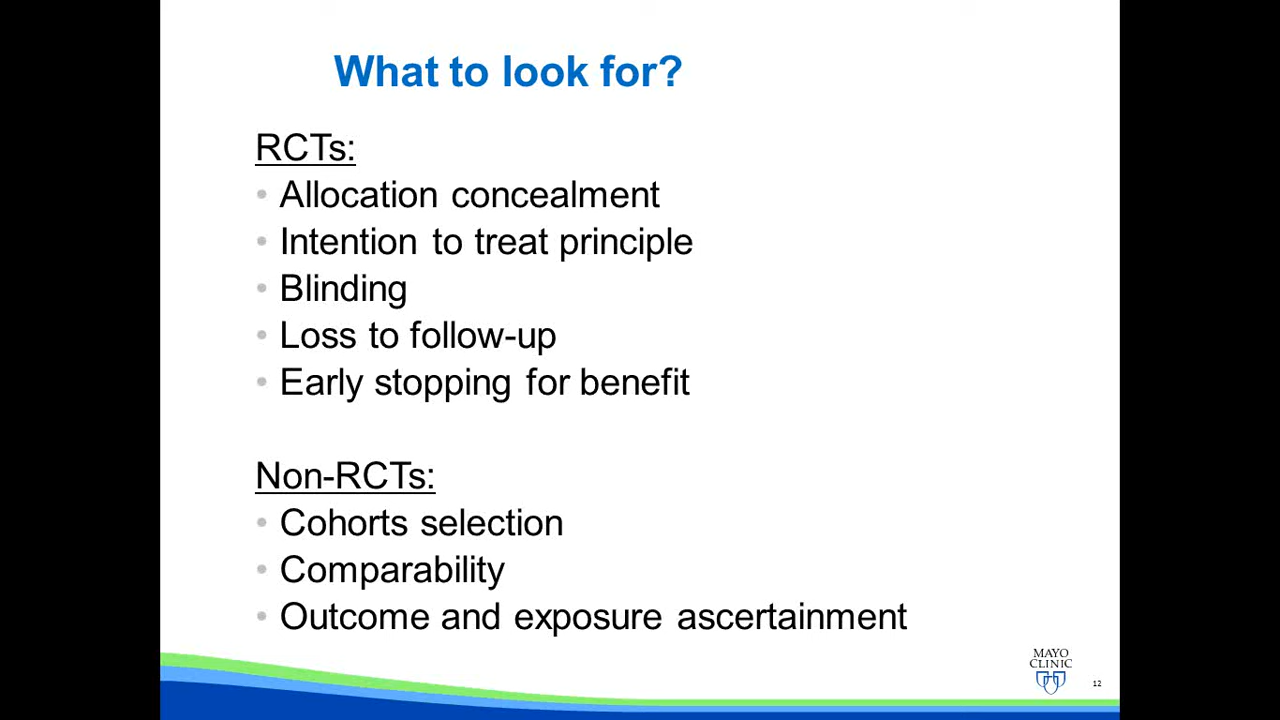 What to look for?
RCTs:
• Allocation concealment
• Intention to treat principle
• Blinding
• Loss to follow-up
• Early stopping for benefit
Non-RCTs:
• Cohorts selection
• Comparability
• Outcome and exposure ascertainment
MAYO
CLINIC
12